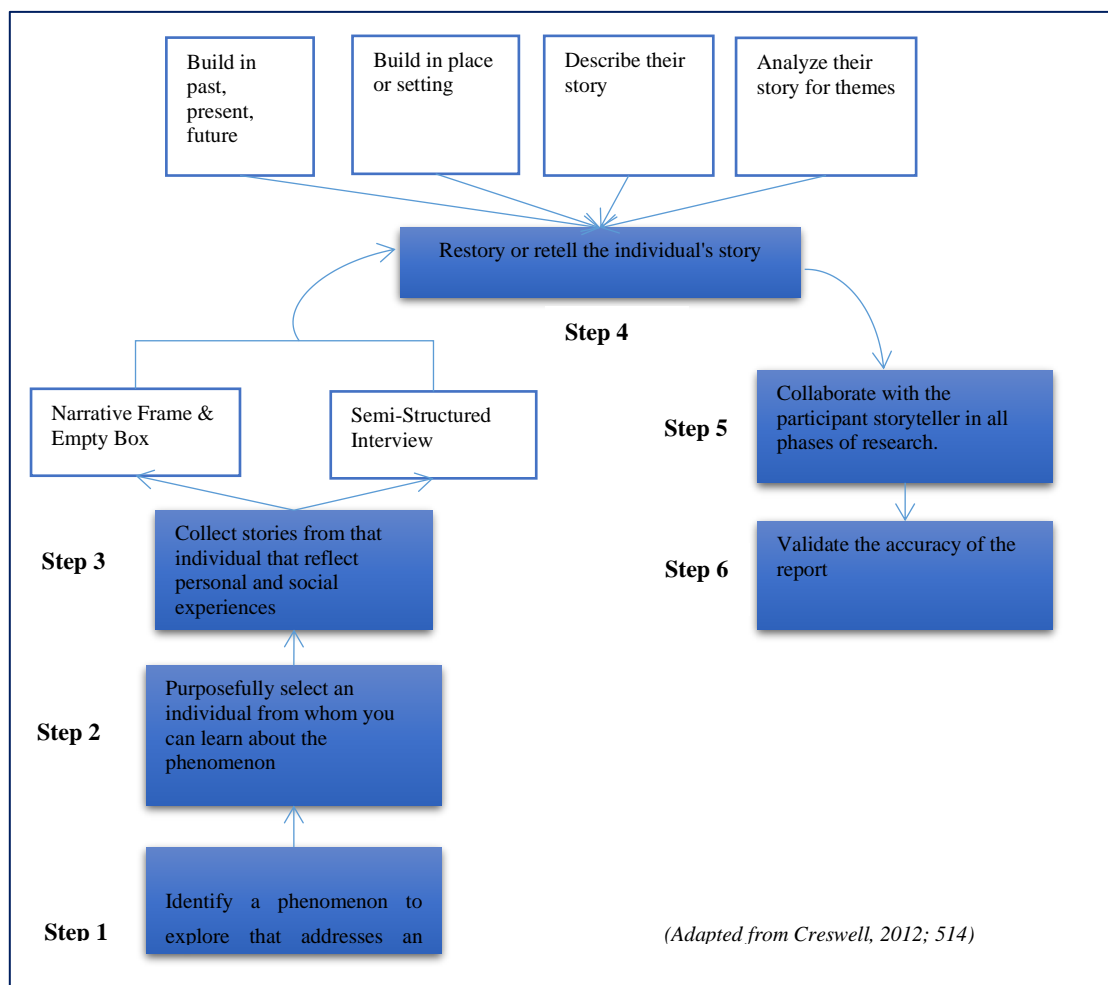 Build in
past,
present,
future
Build in place
or setting
Describe their
story
Analyze their
story for themes
Restory or retell the individual's story
Step 4
Narrative Frame &
Empty Box
Semi-Structured
Interview
Collaborate with the
participant storyteller in all
phases of research.
Step 5
Step 3
Collect stories from that
individual that reflect
personal and social
experiences
Step 6
Validate the accuracy of the
report
Step 2
Purposefully select an
individual from whom you
can learn about the
phenomenon
Step 1
Identify a phenomenon to
explore that addresses an
(Adapted from Creswell, 2012; 514)